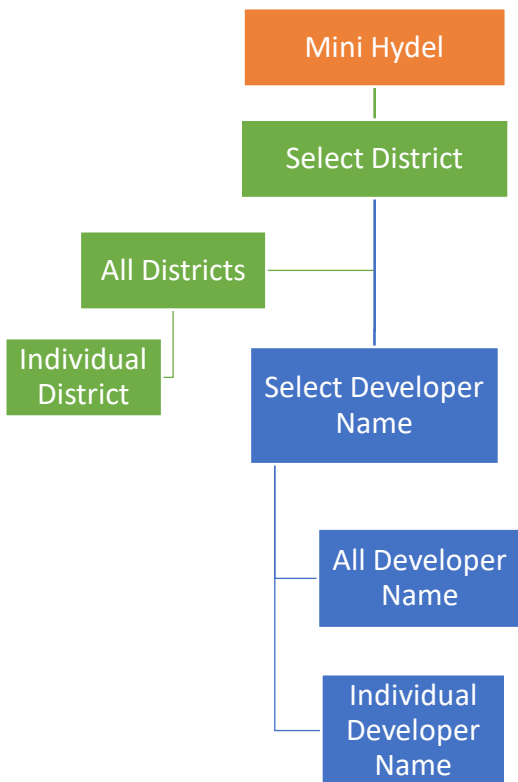 Mini Hydel
Select District
All Districts
Individual
District
Select Developer
Name
All Developer
Name
Individual
Developer
Name